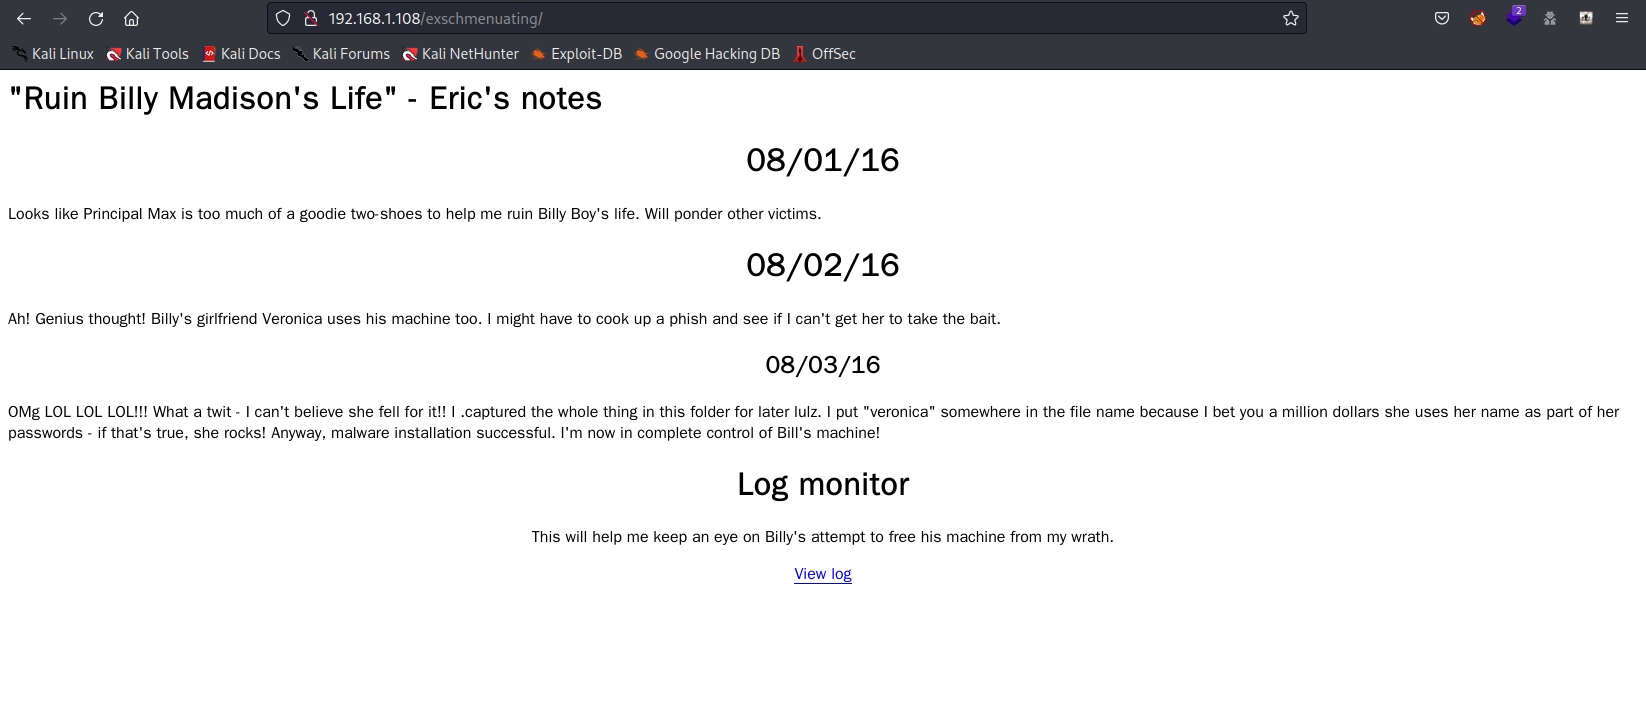 192.168.1.108/exschmenuating/
2
Kali Linux Kali Tools Kali Docs Kali Forums Kali NetHunter Exploit-DB Google Hacking DB OffSec
"Ruin Billy Madison's Life" - Eric's notes
08/01/16
Looks like Principal Max is too much of a goodie two-shoes to help me ruin Billy Boy's life. Will ponder other victims.
08/02/16
Ah! Genius thought! Billy's girlfriend Veronica uses his machine too. I might have to cook up a phish and see if I can't get her to take the bait.
08/03/16
OMg LOL LOL LOL!!! What a twit - I can't believe she fell for it!! I .captured the whole thing in this folder for later lulz. I put "veronica" somewhere in the file name because I bet you a million dollars she uses her name as part of her
passwords - if that's true, she rocks! Anyway, malware installation successful. I'm now in complete control of Bill's machine!
Log monitor
This will help me keep an eye on Billy's attempt to free his machine from my wrath.
View log